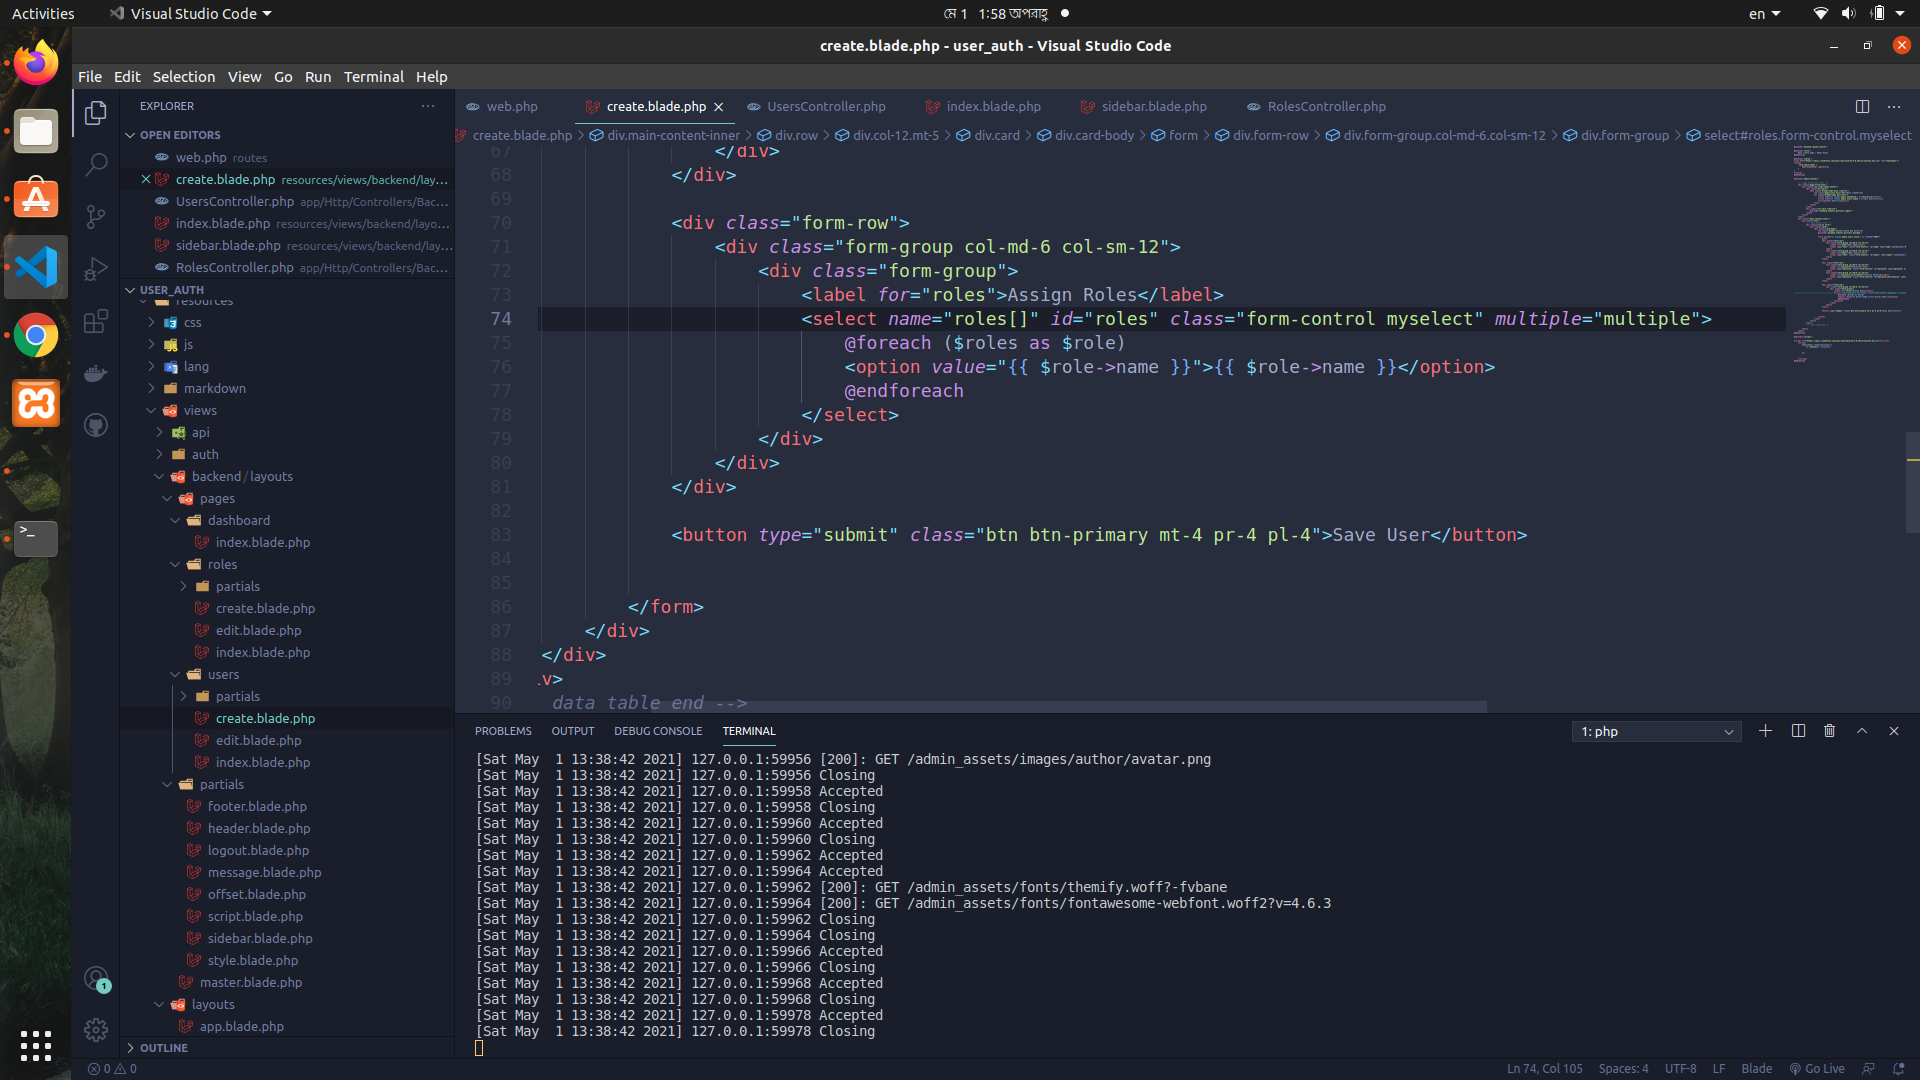 Activities Visual Studio Code মে 1 1:58 অপরাহ্ণ en
create.blade.php - user_auth - Visual Studio Code
File Edit Selection View Go Run Terminal Help
EXPLORER
OPEN EDITORS
web.php routes
create.blade.php resources/views/backend/lay...
UsersController.php app/Http/Controllers/Bac...
index.blade.php resources/views/backend/layo...
sidebar.blade.php resources/views/backend/lay...
RolesController.php app/Http/Controllers/Bac...
USER_AUTH
resources
css
js
lang
markdown
views
api
auth
backend/layouts
pages
dashboard
index.blade.php
roles
partials
create.blade.php
edit.blade.php
index.blade.php
users
partials
create.blade.php
edit.blade.php
index.blade.php
partials
footer.blade.php
header.blade.php
logout.blade.php
message.blade.php
offset.blade.php
script.blade.php
sidebar.blade.php
style.blade.php
master.blade.php
layouts
app.blade.php
OUTLINE
web.php create.blade.php UsersController.php index.blade.php sidebar.blade.php RolesController.php
create.blade.php > div.main-content-inner > div.row > div.col-12.mt-5 > div.card > div.card-body > form > div.form-row > div.form-group.col-md-6.col-sm-12 > div.form-group > select#roles.form-control.myselect
67 </div>
68 </div>
69
70 <div class="form-row">
71 <div class="form-group col-md-6 col-sm-12">
72 <div class="form-group">
73 <label for="roles">Assign Roles</label>
74 <select name="roles[]" id="roles" class="form-control myselect" multiple="multiple">
75 @foreach ($roles as $role)
76 <option value="{{ $role->name }}">{{ $role->name }}</option>
77 @endforeach
78 </select>
79 </div>
80 </div>
81 </div>
82
83 <button type="submit" class="btn btn-primary mt-4 pr-4 pl-4">Save User</button>
84
85
86 </form>
87 </div>
88 </div>
89 v>
90 data table end -->
PROBLEMS OUTPUT DEBUG CONSOLE TERMINAL 1: php
[Sat May  1 13:38:42 2021] 127.0.0.1:59956 [200]: GET /admin_assets/images/author/avatar.png
[Sat May  1 13:38:42 2021] 127.0.0.1:59956 Closing
[Sat May  1 13:38:42 2021] 127.0.0.1:59958 Accepted
[Sat May  1 13:38:42 2021] 127.0.0.1:59958 Closing
[Sat May  1 13:38:42 2021] 127.0.0.1:59960 Accepted
[Sat May  1 13:38:42 2021] 127.0.0.1:59960 Closing
[Sat May  1 13:38:42 2021] 127.0.0.1:59962 Accepted
[Sat May  1 13:38:42 2021] 127.0.0.1:59964 Accepted
[Sat May  1 13:38:42 2021] 127.0.0.1:59962 [200]: GET /admin_assets/fonts/themify.woff?-fvbane
[Sat May  1 13:38:42 2021] 127.0.0.1:59964 [200]: GET /admin_assets/fonts/fontawesome-webfont.woff2?v=4.6.3
[Sat May  1 13:38:42 2021] 127.0.0.1:59962 Closing
[Sat May  1 13:38:42 2021] 127.0.0.1:59964 Closing
[Sat May  1 13:38:42 2021] 127.0.0.1:59966 Accepted
[Sat May  1 13:38:42 2021] 127.0.0.1:59966 Closing
[Sat May  1 13:38:42 2021] 127.0.0.1:59968 Accepted
[Sat May  1 13:38:42 2021] 127.0.0.1:59968 Closing
[Sat May  1 13:38:42 2021] 127.0.0.1:59978 Accepted
[Sat May  1 13:38:42 2021] 127.0.0.1:59978 Closing
1
0 0 Ln 74, Col 105 Spaces: 4 UTF-8 LF Blade Go Live